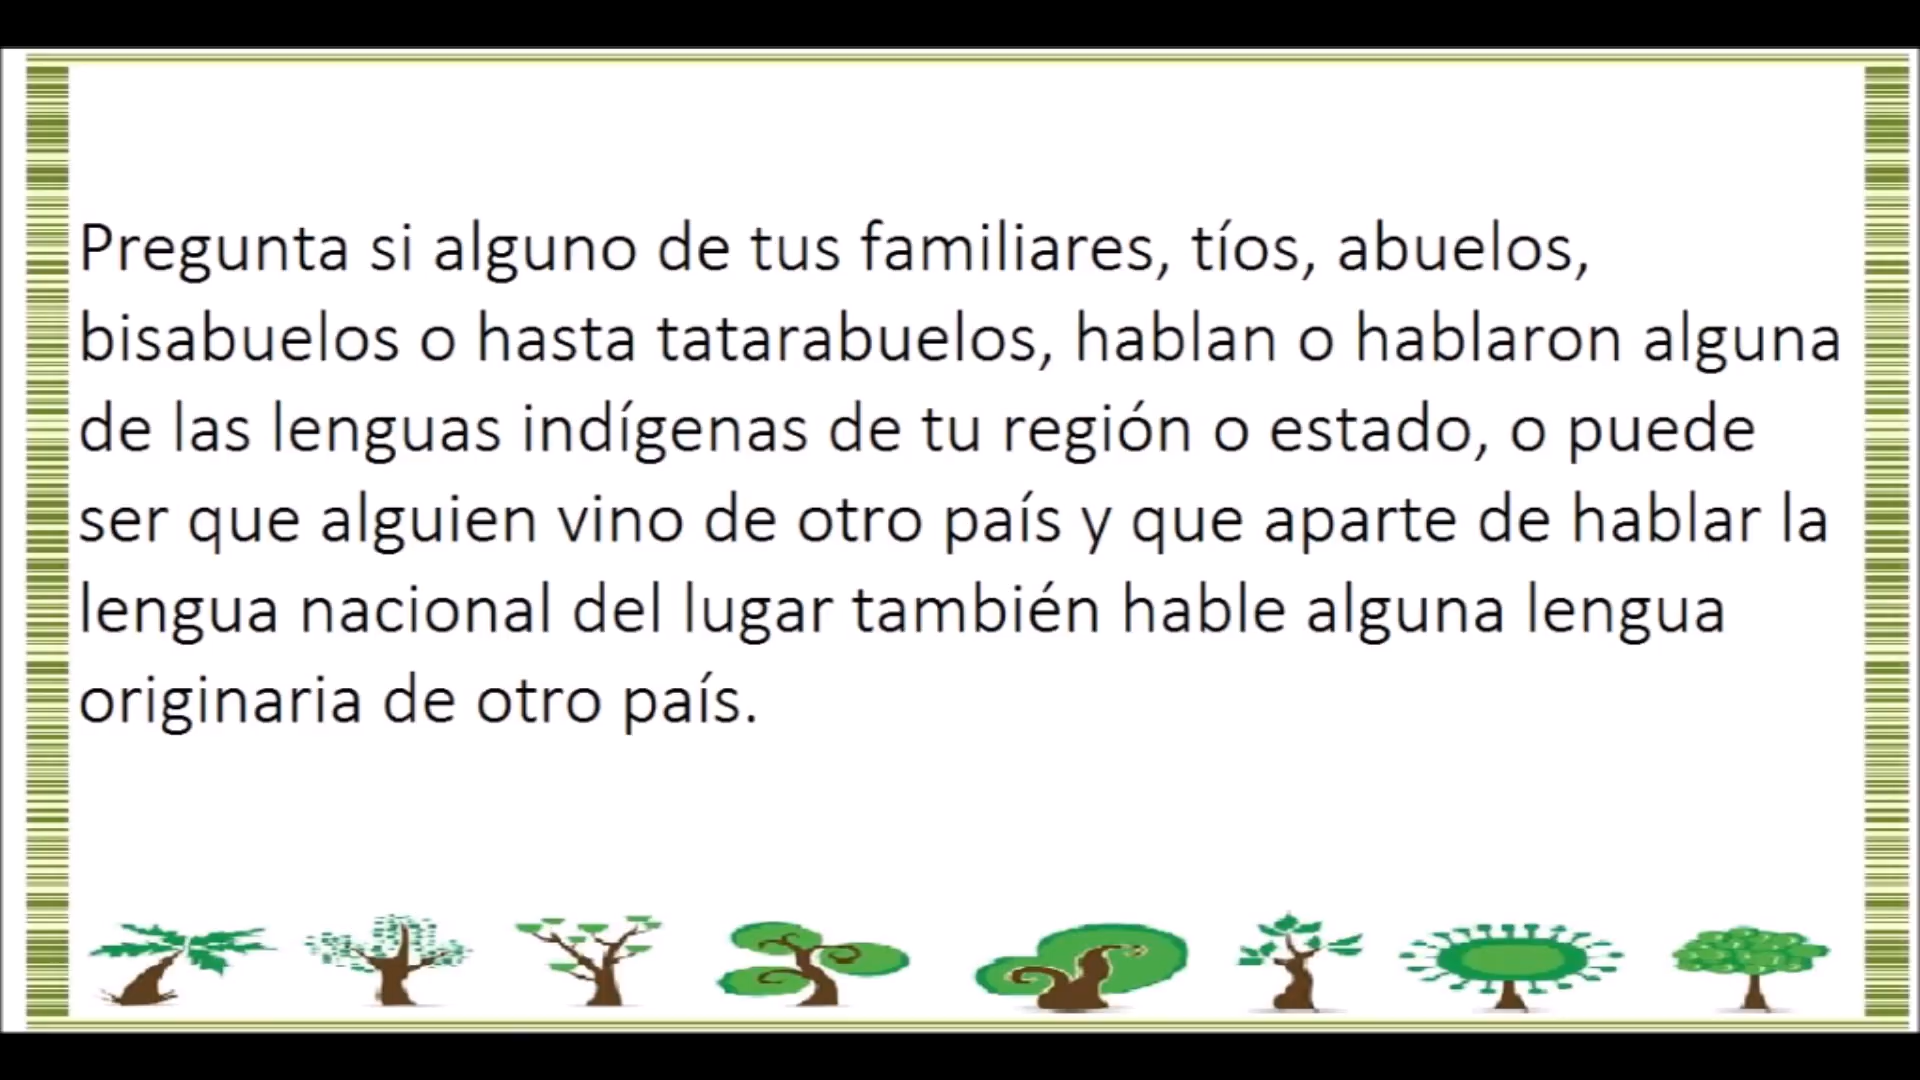 Pregunta si alguno de tus familiares, tíos, abuelos,
bisabuelos o hasta tatarabuelos, hablan o hablaron alguna
de las lenguas indígenas de tu región o estado, o puede
ser que alguien vino de otro país y que aparte de hablar la
lengua nacional del lugar también hable alguna lengua
originaria de otro país.